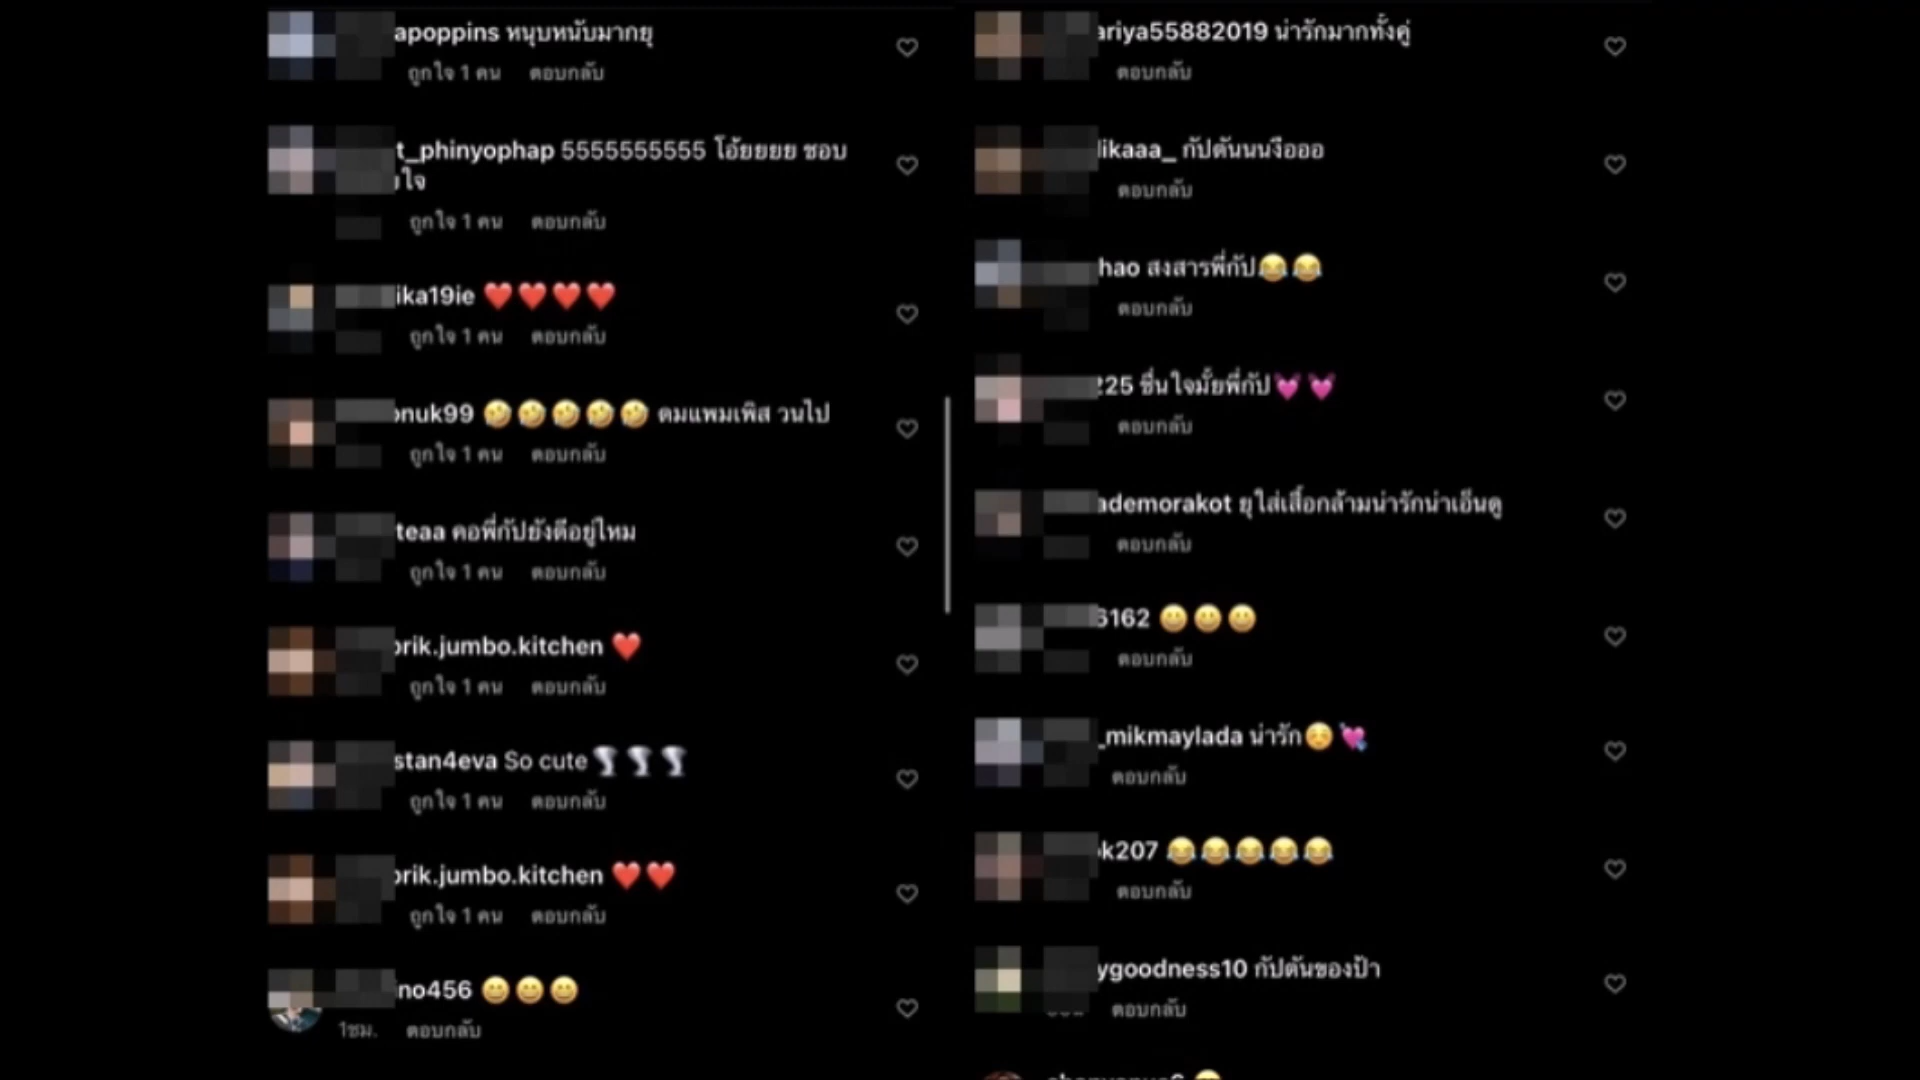 apoppins หนุบหนับมากยุ
ถูกใจ 1 คน ตอบกลับ
t_phinyophap 5555555555 โอ้ยยยย ชอบ
ใจ
ถูกใจ 1 คน ตอบกลับ
ika19ie ❤️❤️❤️❤️
ถูกใจ 1 คน ตอบกลับ
onuk99 🤣🤣🤣🤣🤣 ดมแพมเพิส วนไป
ถูกใจ 1 คน ตอบกลับ
teaa คอพี่กัปยังดีอยู่ไหม
ถูกใจ 1 คน ตอบกลับ
orik.jumbo.kitchen ❤️
ถูกใจ 1 คน ตอบกลับ
stan4eva So cute🌪️🌪️🌪️
ถูกใจ 1 คน ตอบกลับ
orik.jumbo.kitchen ❤️❤️
ถูกใจ 1 คน ตอบกลับ
no456 😄😄😄
1ชม. ตอบกลับ
ariya55882019 น่ารักมากทั้งคู่
ตอบกลับ
likaaa_ กัปตันนนงืออออ
ตอบกลับ
hao สงสารพี่กัป😂😂
ตอบกลับ
225 ชื่นใจมั้ยพี่กัป💓💓
ตอบกลับ
ademorakot ยุใส่เสื้อกล้ามน่ารักน่าเอ็นดู
ตอบกลับ
6162 😀😀😀
ตอบกลับ
_mikmaylada น่ารัก☺️💘
ตอบกลับ
k207 😂😂😂😂😂
ตอบกลับ
ygoodness10 กัปตันของป้า
ตอบกลับ